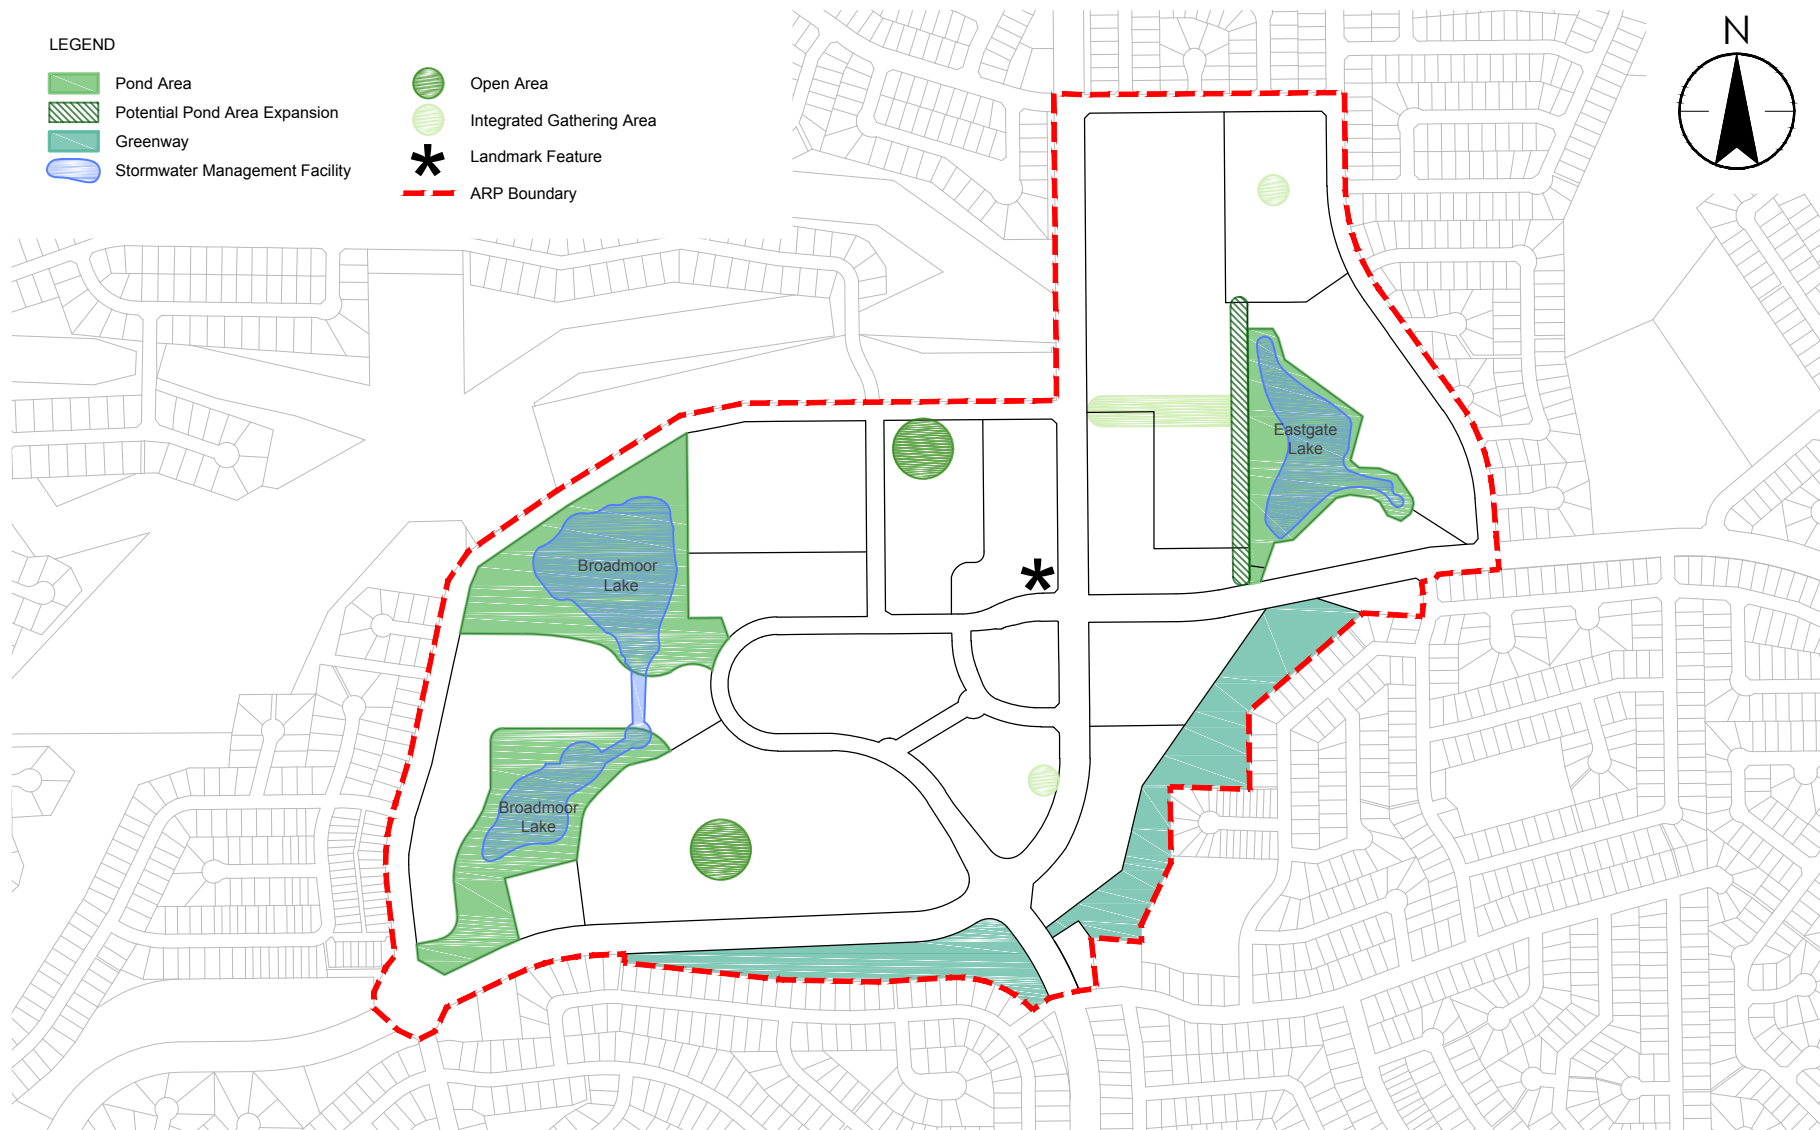 LEGEND
Pond Area
Potential Pond Area Expansion
Greenway
Stormwater Management Facility
Open Area
Integrated Gathering Area
Landmark Feature
ARP Boundary
N
Eastgate
Lake
Broadmoor
Lake
Broadmoor
Lake